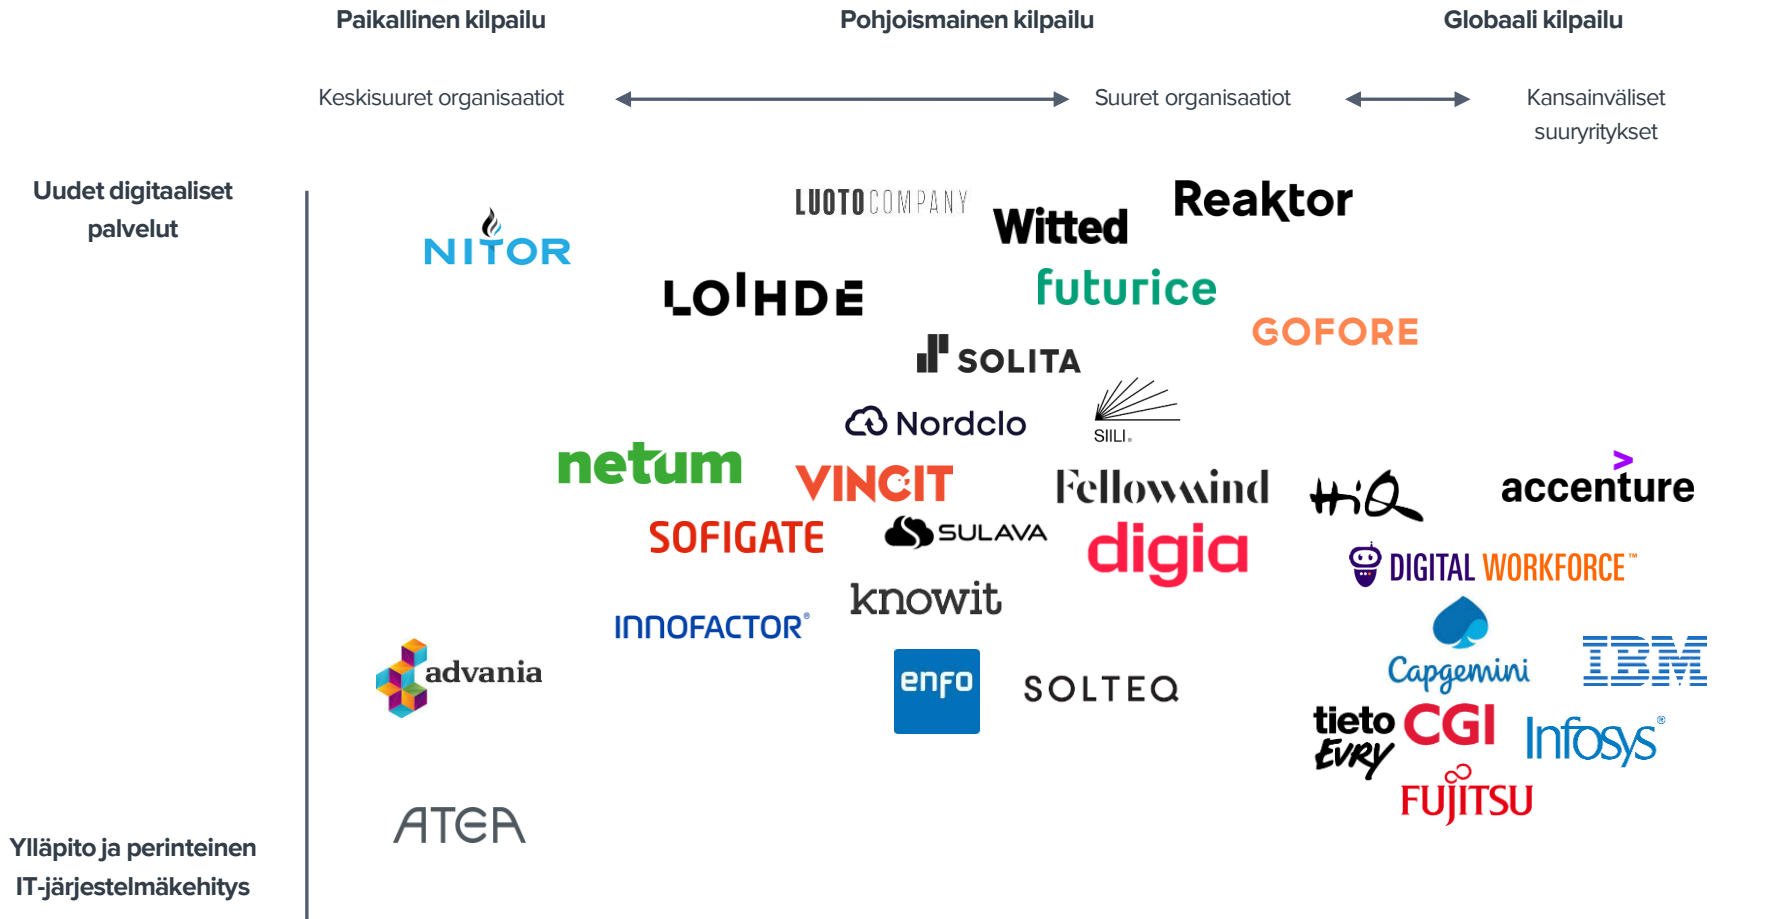 Paikallinen kilpailu
Pohjoismainen kilpailu
Globaali kilpailu
Keskisuuret organisaatiot
Suuret organisaatiot
Kansainväliset
suuryritykset
Uudet digitaaliset
palvelut
NITOR
LUOTOCOMPANY
Witted
Reaktor
LOIHDE
futurice
GOFORE
SOLITA
Nordclo
SIILI®
netum
VINCIT
Fellowmind
HiQ
accenture
SOFIGATE
SULAVA
digia
DIGITAL WORKFORCE™
knowit
INNOFACTOR®
advania
enfo
SOLTEQ
Capgemini
IBM
tieto
EVRY
CGI
Infosys®
FUJITSU
ATEA
Ylläpito ja perinteinen
IT-järjestelmäkehitys